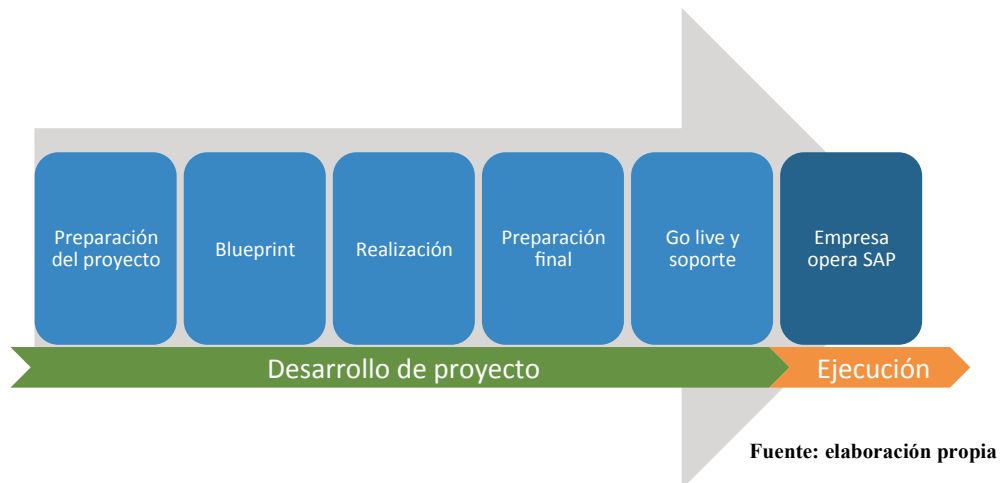 Preparación
del proyecto
Blueprint
Realización
Preparación
final
Go live y
soporte
Empresa
opera SAP
Desarrollo de proyecto
Ejecución
Fuente: elaboración propia